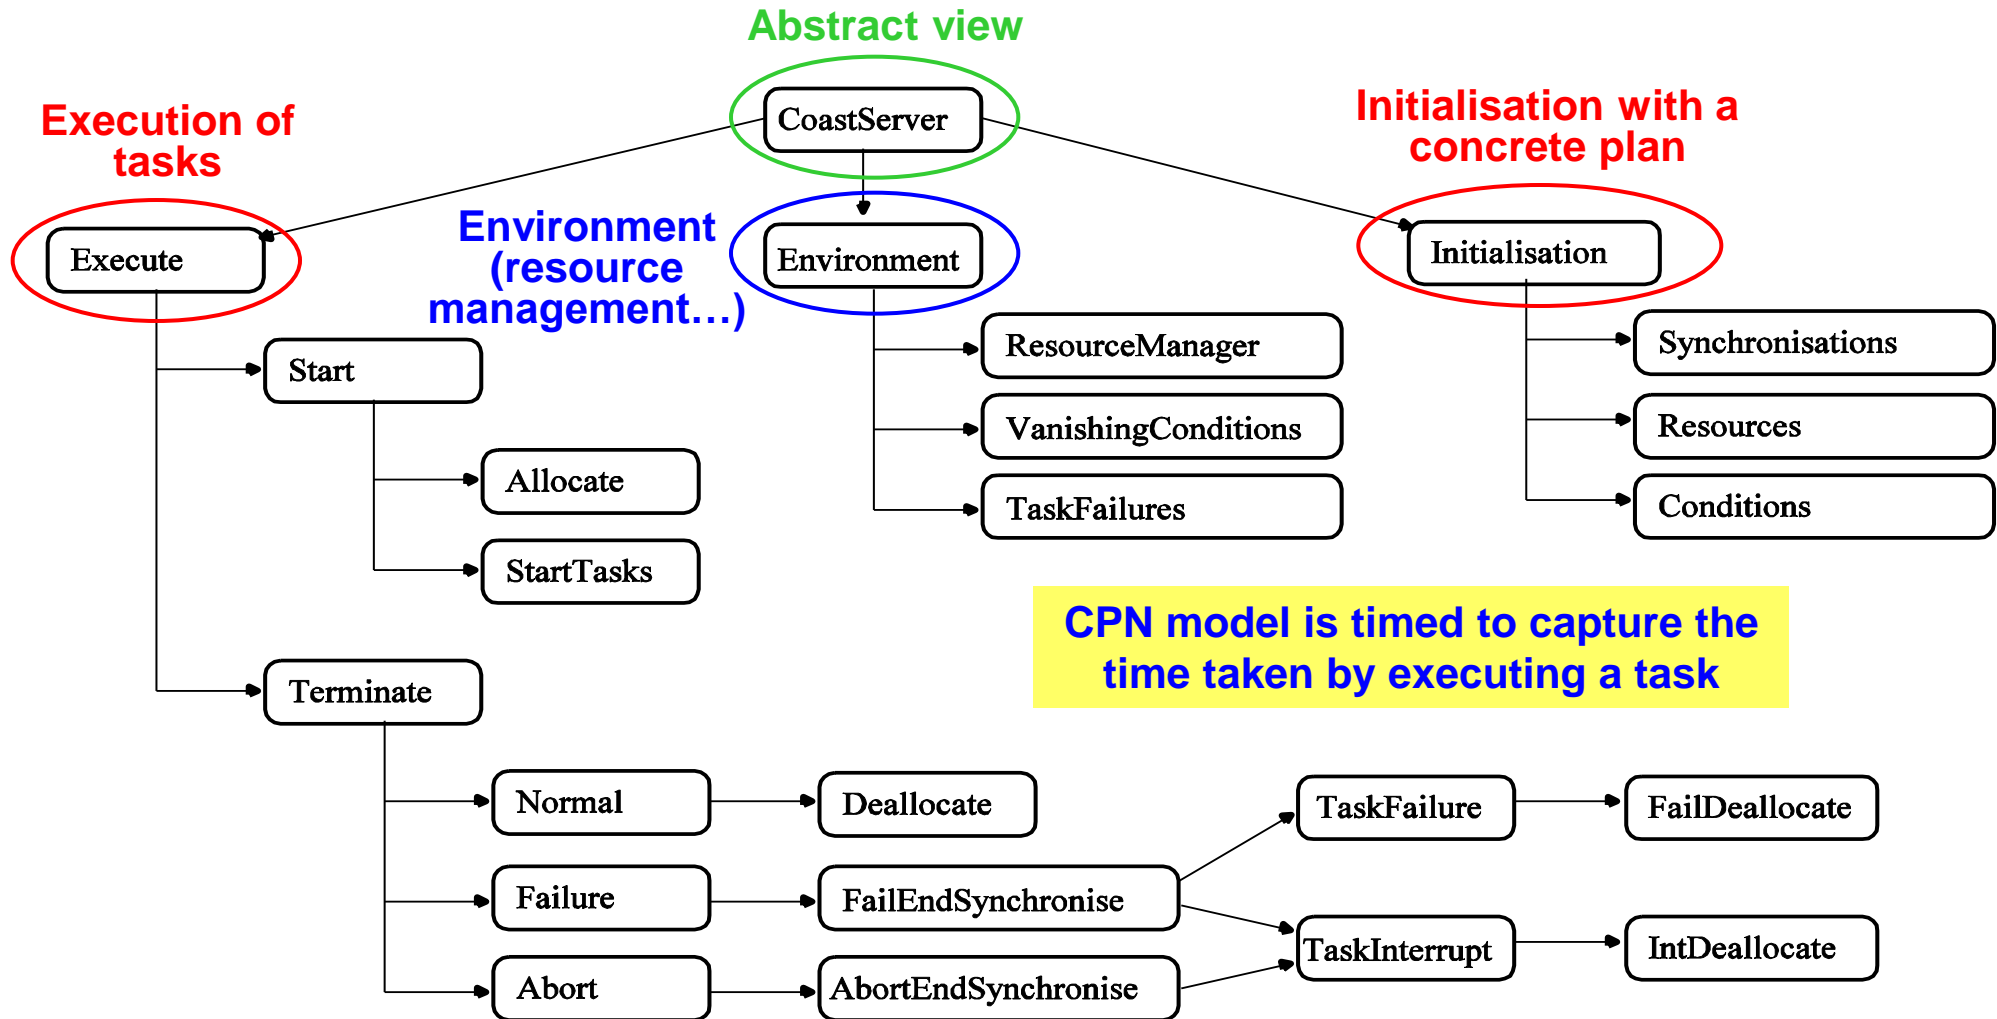 Abstract view
CoastServer
Execution of
tasks
Initialisation with a
concrete plan
Environment
(resource
management…)
Execute
Environment
Initialisation
Start
Allocate
StartTasks
ResourceManager
VanishingConditions
TaskFailures
Synchronisations
Resources
Conditions
CPN model is timed to capture the
time taken by executing a task
Terminate
Normal
Deallocate
TaskFailure
FailDeallocate
Failure
FailEndSynchronise
TaskInterrupt
IntDeallocate
Abort
AbortEndSynchronise